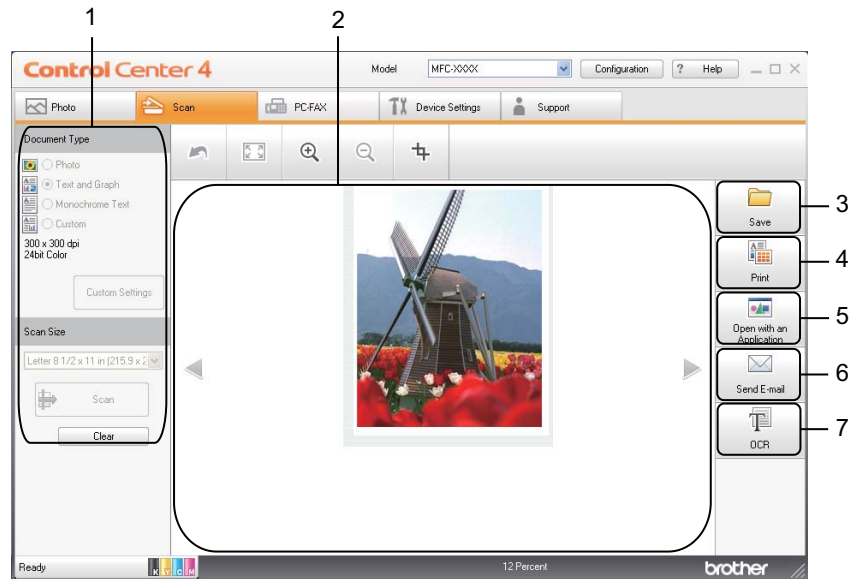 1
2
Control Center 4
Model
MFC-XXXX
Configuration
? Help
Photo
Scan
PC-FAX
Device Settings
Support
Document Type
Photo
Text and Graph
Monochrome Text
Custom
300 x 300 dpi
24bit Color
Custom Settings
Scan Size
Letter 8 1/2 x 11 in (215.9 x 2
Scan
Clear
Save
3
Print
4
Open with an
Application
5
Send E-mail
6
OCR
7
Ready
K Y C M
12 Percent
brother